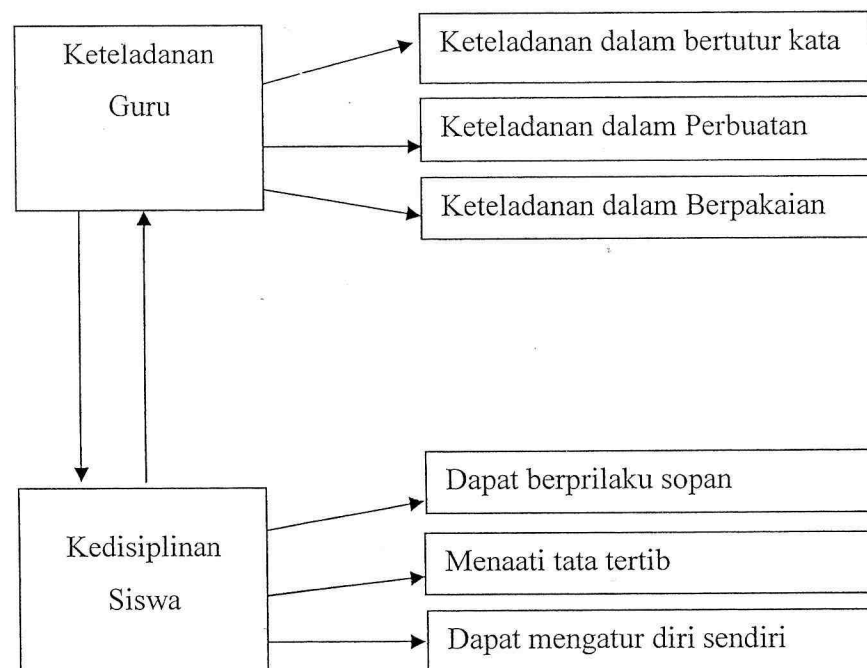 Keteladanan
Guru
Keteladanan dalam bertutur kata
Keteladanan dalam Perbuatan
Keteladanan dalam Berpakaian
Kedisiplinan
Siswa
Dapat berprilaku sopan
Menaati tata tertib
Dapat mengatur diri sendiri